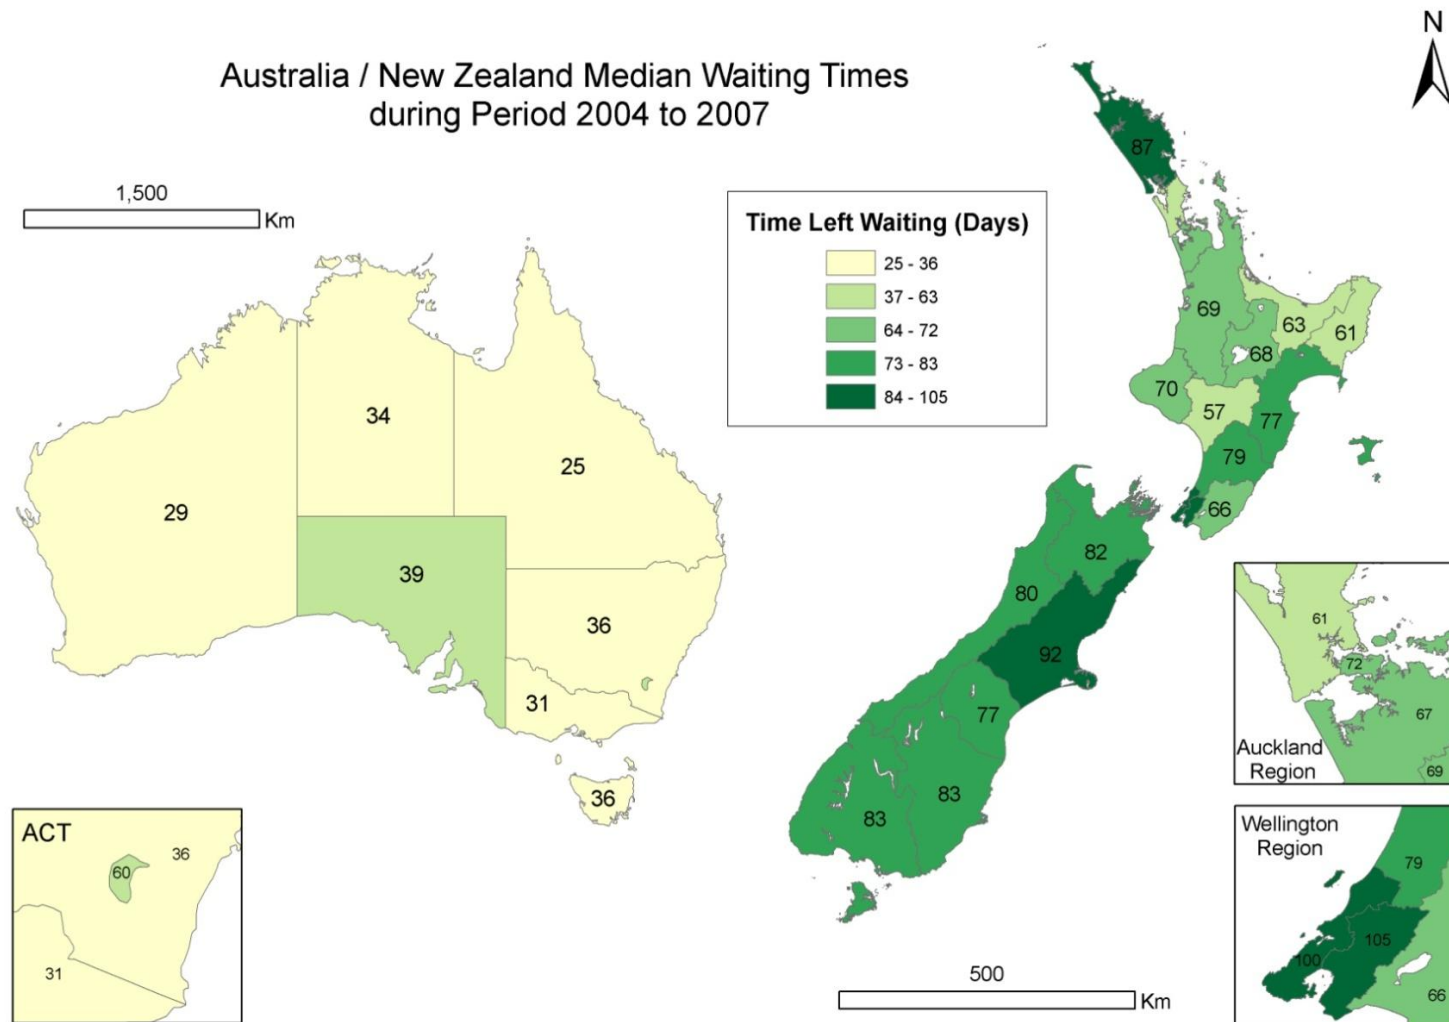 Australia / New Zealand Median Waiting Times
during Period 2004 to 2007
N
1,500
Km
Time Left Waiting (Days)
25 - 36
37 - 63
64 - 72
73 - 83
84 - 105
29
34
25
39
36
31
36
87
69
63
61
68
70
57
77
79
66
82
80
92
77
83
83
500
Km
ACT
36
60
31
61
72
67
69
Auckland
Region
Wellington
Region
79
105
100
66